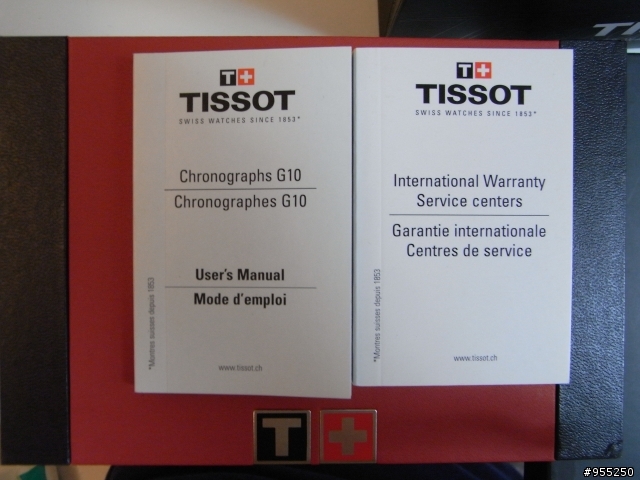 T+
TISSOT
SWISS WATCHES SINCE 1853*
Chronographs G10
Chronographes G10
User's Manual
Mode d'emploi
*Montres suisses depuis 1853
www.tissot.ch
T+
TISSOT
SWISS WATCHES SINCE 1853*
International Warranty
Service centers
Garantie internationale
Centres de service
*Montres suisses depuis 1853
www.tissot.ch
T+
#955250